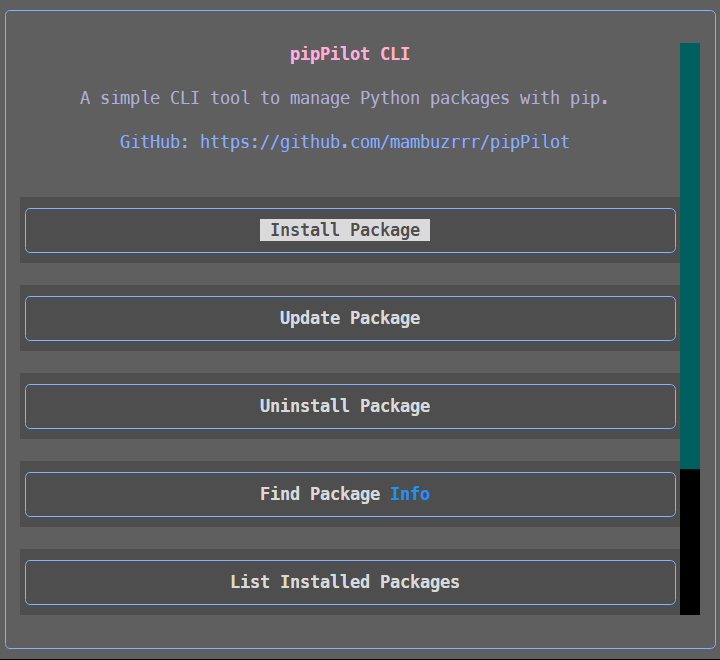 pipPilot CLI
A simple CLI tool to manage Python packages with pip.
GitHub: https://github.com/mambuzrrr/pipPilot
Install Package
Update Package
Uninstall Package
Find Package Info
List Installed Packages